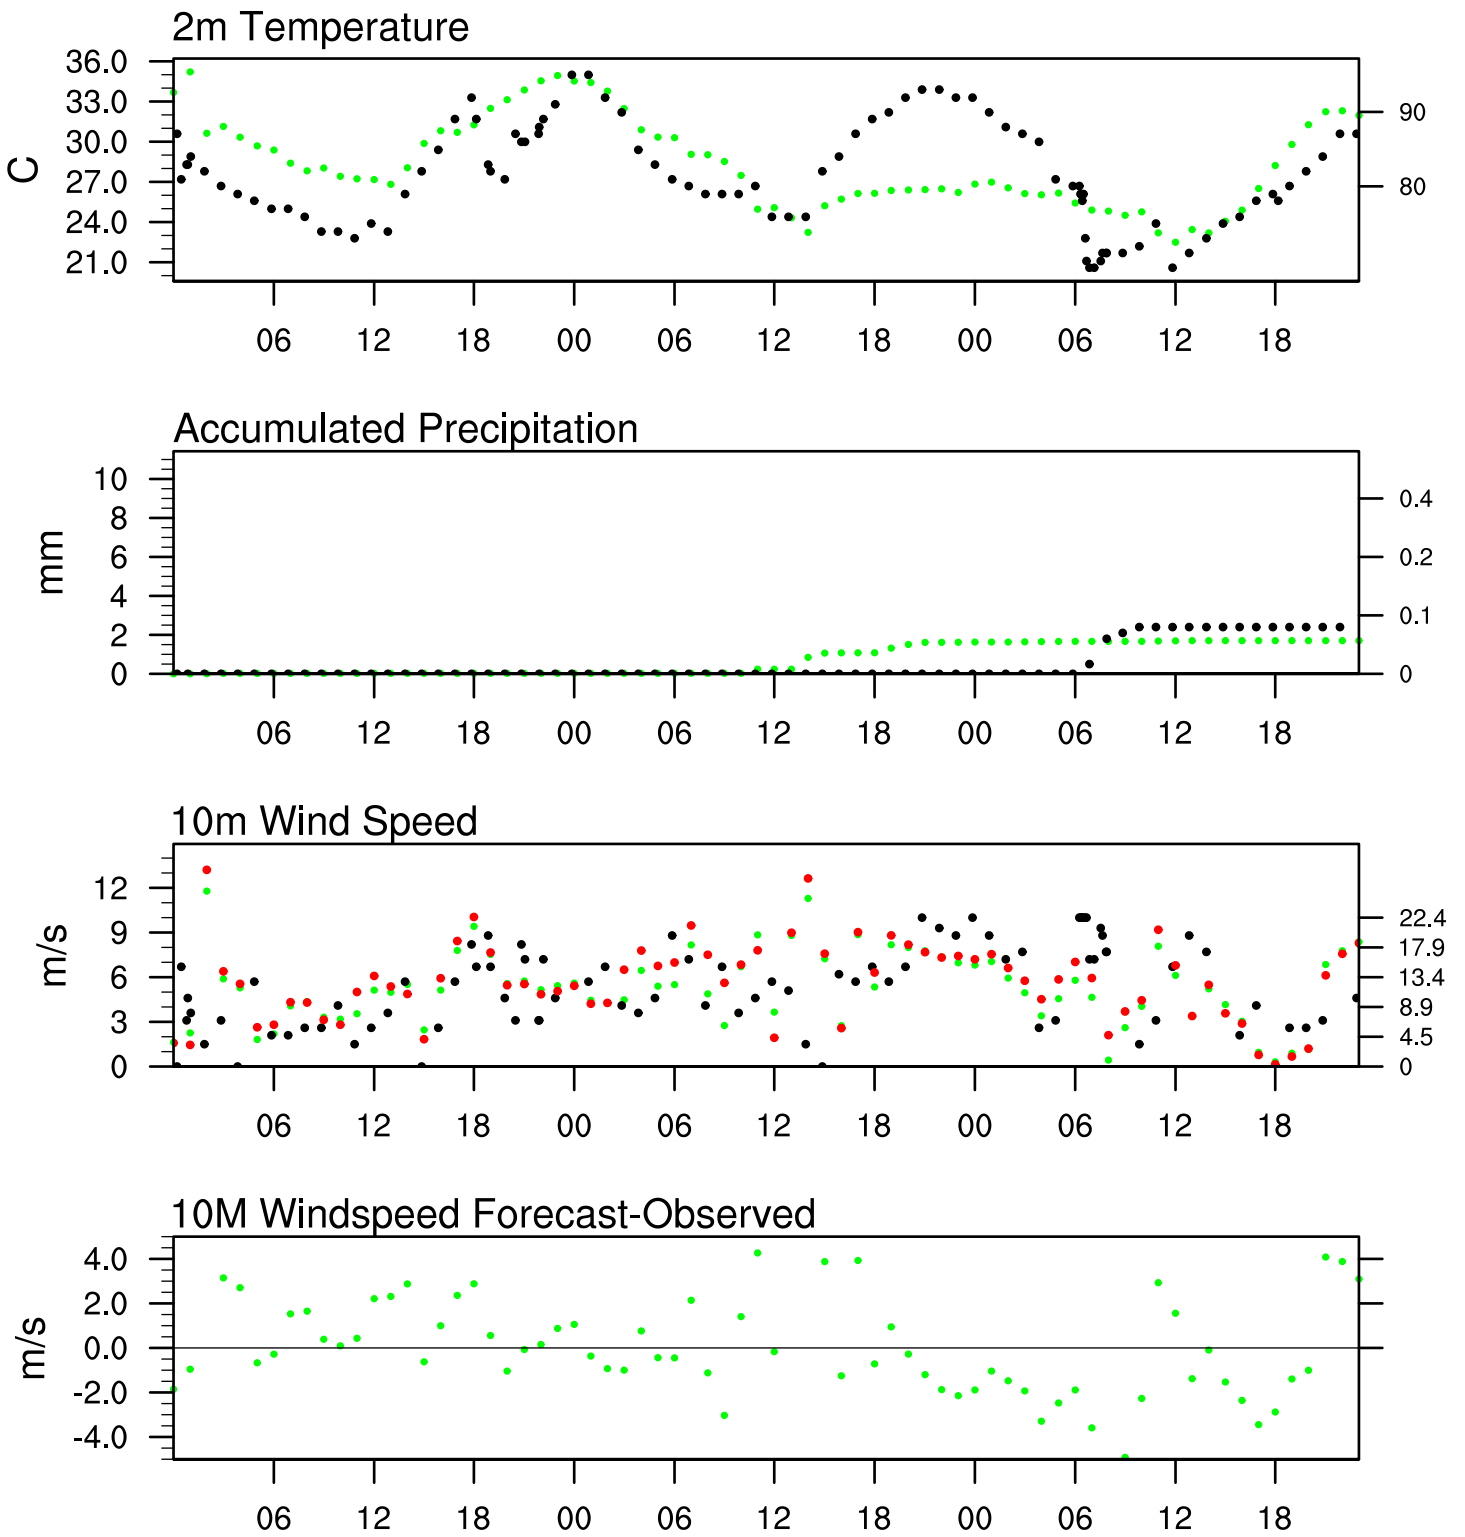 2m Temperature
36.0
33.0
30.0
27.0
24.0
21.0
C
90
80
06 12 18 00 06 12 18 00 06 12 18
Accumulated Precipitation
10
8
6
4
2
0
mm
0.4
0.2
0.1
0
06 12 18 00 06 12 18 00 06 12 18
10m Wind Speed
12
9
6
3
0
m/s
22.4
17.9
13.4
8.9
4.5
0
06 12 18 00 06 12 18 00 06 12 18
10M Windspeed Forecast-Observed
4.0
2.0
0.0
-2.0
-4.0
m/s
06 12 18 00 06 12 18 00 06 12 18